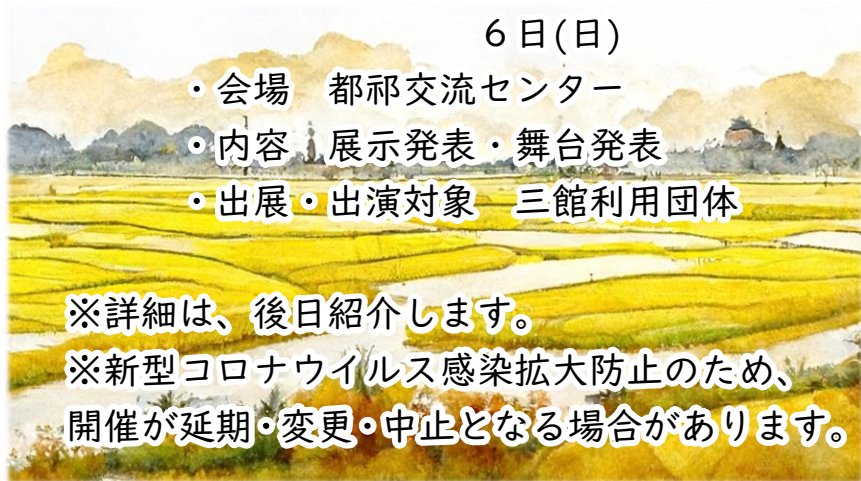 ６日(日)
・会場　都祁交流センター
・内容　展示発表・舞台発表
・出展・出演対象　三館利用団体
※詳細は、後日紹介します。
※新型コロナウイルス感染拡大防止のため、
開催が延期・変更・中止となる場合があります。